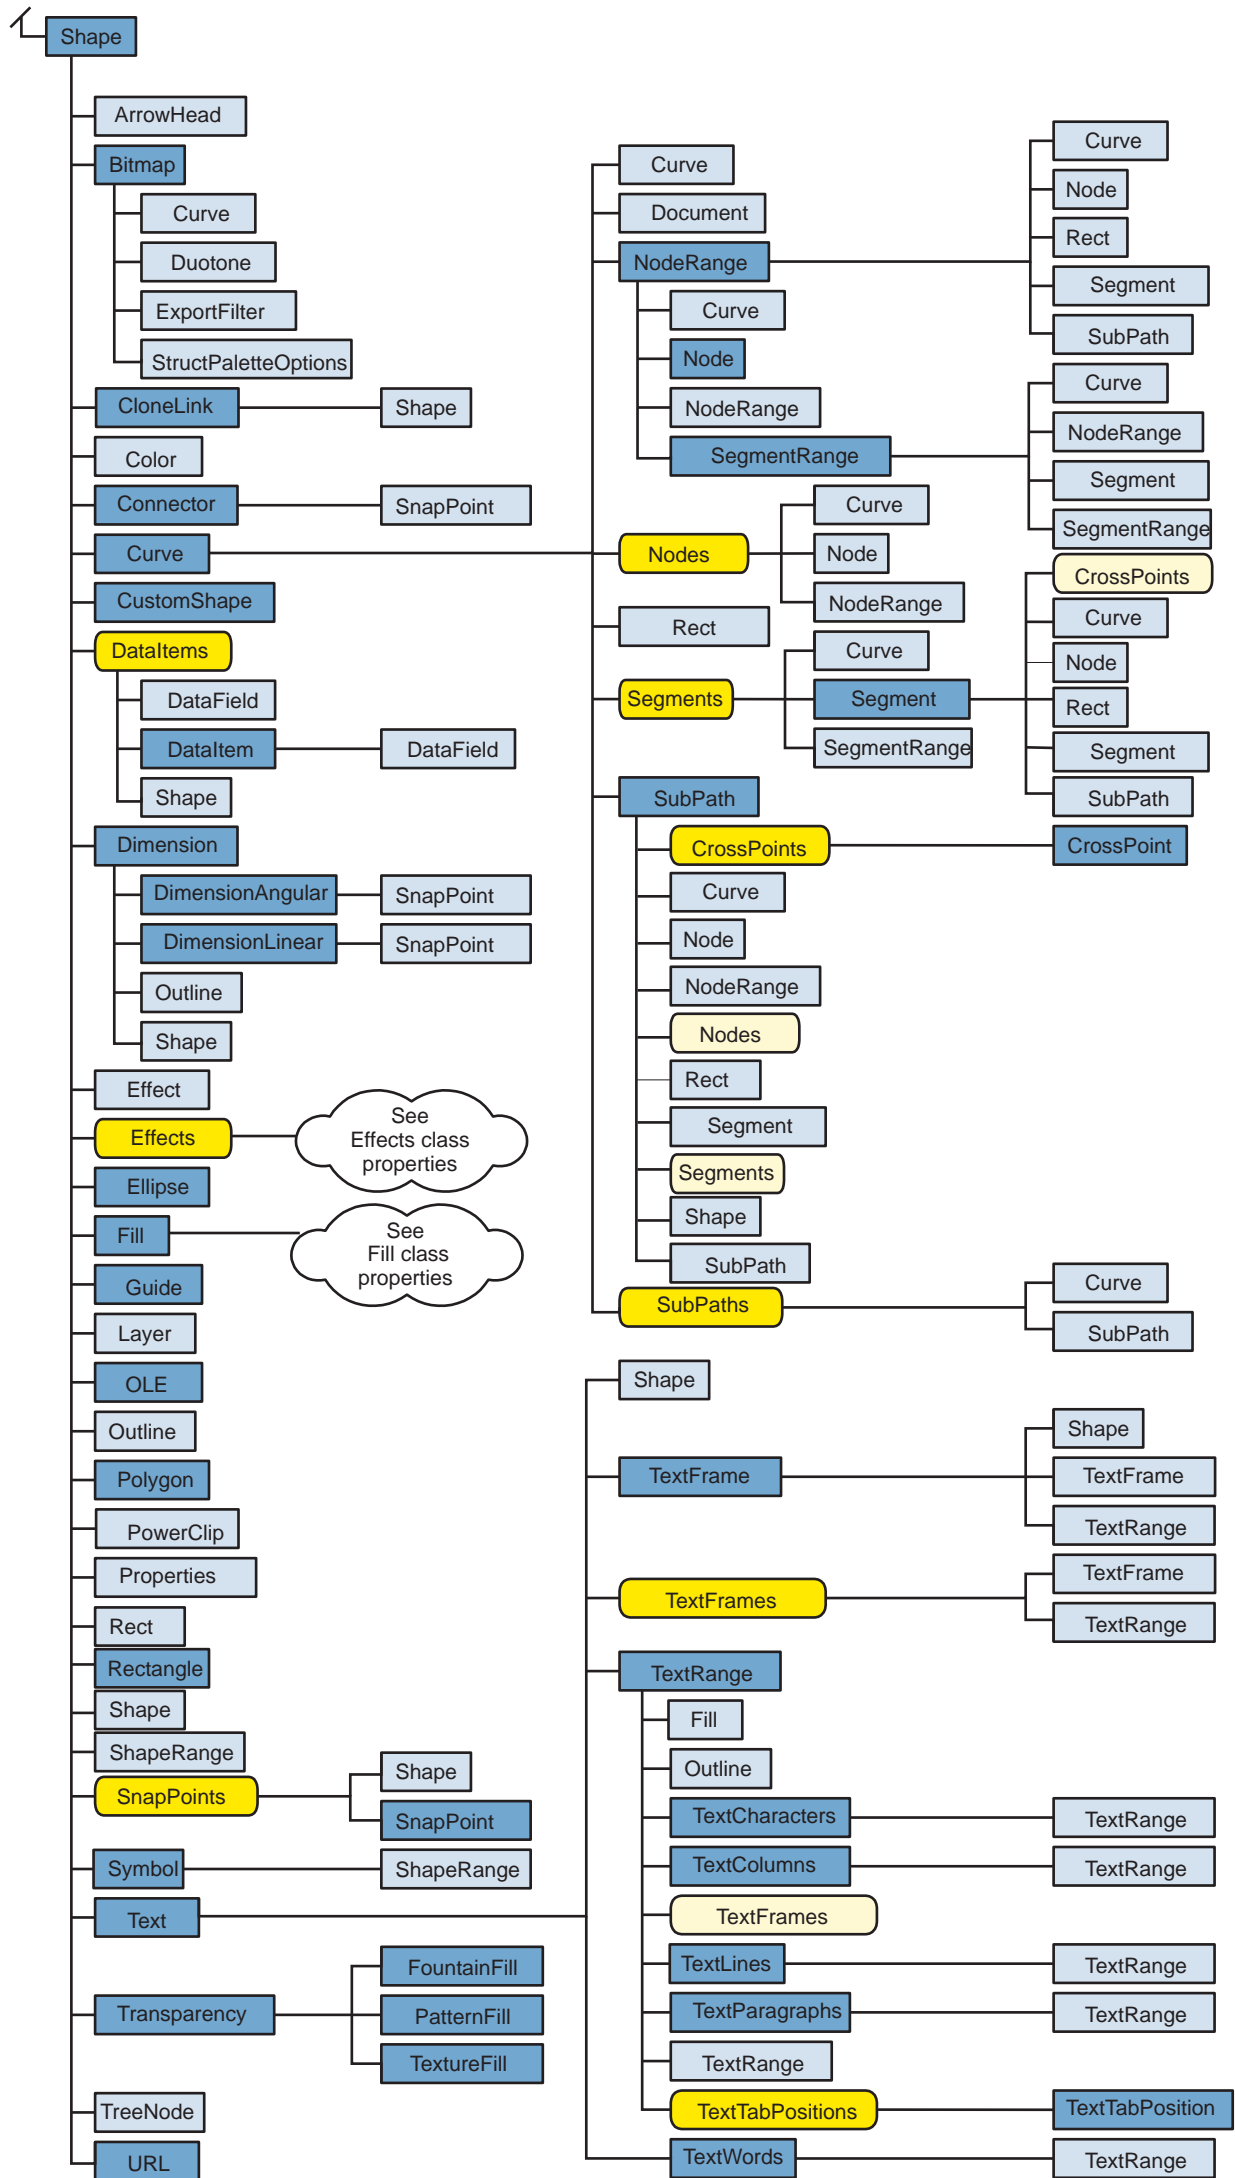 Shape
ArrowHead
Bitmap
Curve
Duotone
ExportFilter
StructPaletteOptions
CloneLink
Shape
Color
Connector
SnapPoint
Curve
CustomShape
DataItems
DataField
DataItem
DataField
Shape
Dimension
DimensionAngular
SnapPoint
DimensionLinear
SnapPoint
Outline
Shape
Effect
Effects
See
Effects class
properties
Ellipse
Fill
See
Fill class
properties
Guide
Layer
OLE
Outline
Polygon
PowerClip
Properties
Rect
Rectangle
Shape
ShapeRange
SnapPoints
Shape
SnapPoint
Symbol
ShapeRange
Text
Transparency
FountainFill
PatternFill
TextureFill
TreeNode
URL
Curve
Document
NodeRange
Curve
Node
Rect
Segment
SubPath
Curve
Node
NodeRange
SegmentRange
Curve
NodeRange
Segment
SegmentRange
Nodes
Curve
Node
NodeRange
Rect
Segments
Curve
Segment
SegmentRange
CrossPoints
Curve
Node
Rect
Segment
SubPath
SubPath
CrossPoints
CrossPoint
Curve
Node
NodeRange
Nodes
Rect
Segment
Segments
Shape
SubPath
SubPaths
Curve
SubPath
Shape
TextFrame
Shape
TextFrame
TextRange
TextFrames
TextFrame
TextRange
TextRange
Fill
Outline
TextCharacters
TextRange
TextColumns
TextRange
TextFrames
TextLines
TextRange
TextParagraphs
TextRange
TextRange
TextTabPositions
TextTabPosition
TextWords
TextRange